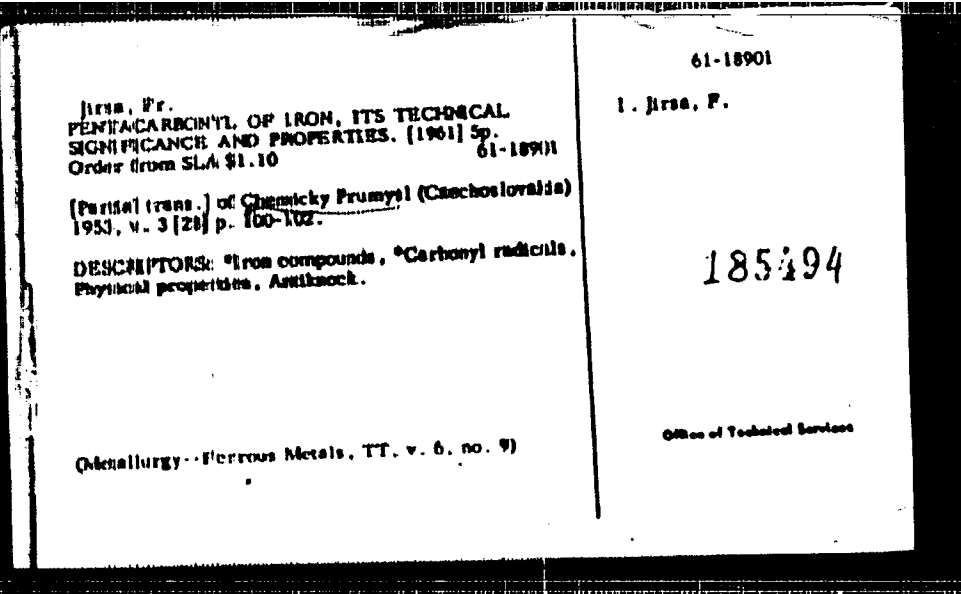 Jirsa, Fr.
PENTACARBONYL OF IRON, ITS TECHNICAL
SIGNIFICANCE AND PROPERTIES. [1961] 5p.
Order from SLA $1.10 61-18901
[Partial trans.] of Chemicky Prumysl (Czechoslovakia)
1953, v. 3 [28] p. 100-102.
DESCRIPTORS: *Iron compounds, *Carbonyl radicals,
Physical properties, Antiknock.
(Metallurgy--Ferrous Metals, TT, v. 6, no. 9)
61-18901
1. Jirsa, F.
Office of Technical Services